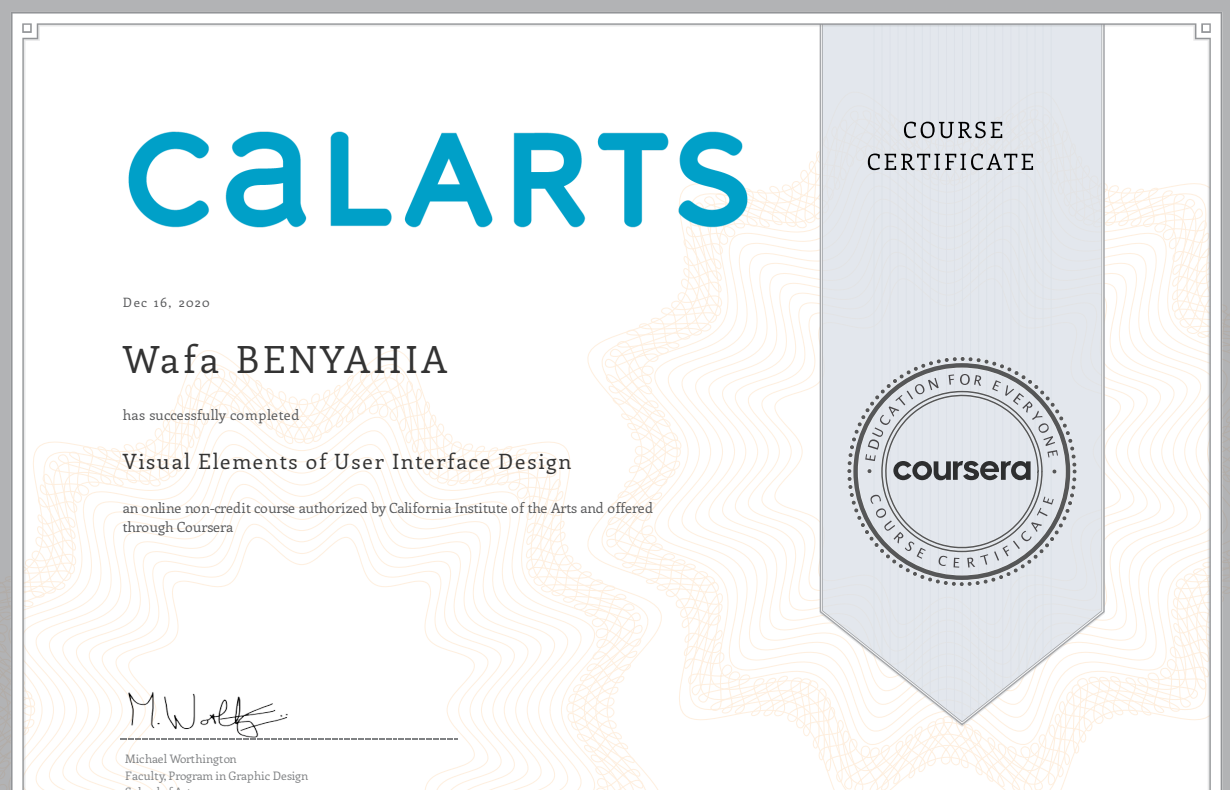 CALARTS
COURSE
CERTIFICATE
Dec 16, 2020
Wafa BENYAHIA
has successfully completed
Visual Elements of User Interface Design
an online non-credit course authorized by California Institute of the Arts and offered
through Coursera
EDUCATION FOR EVERYONE
coursera
COURSE CERTIFICATE
M. Worth
Michael Worthington
Faculty, Program in Graphic Design